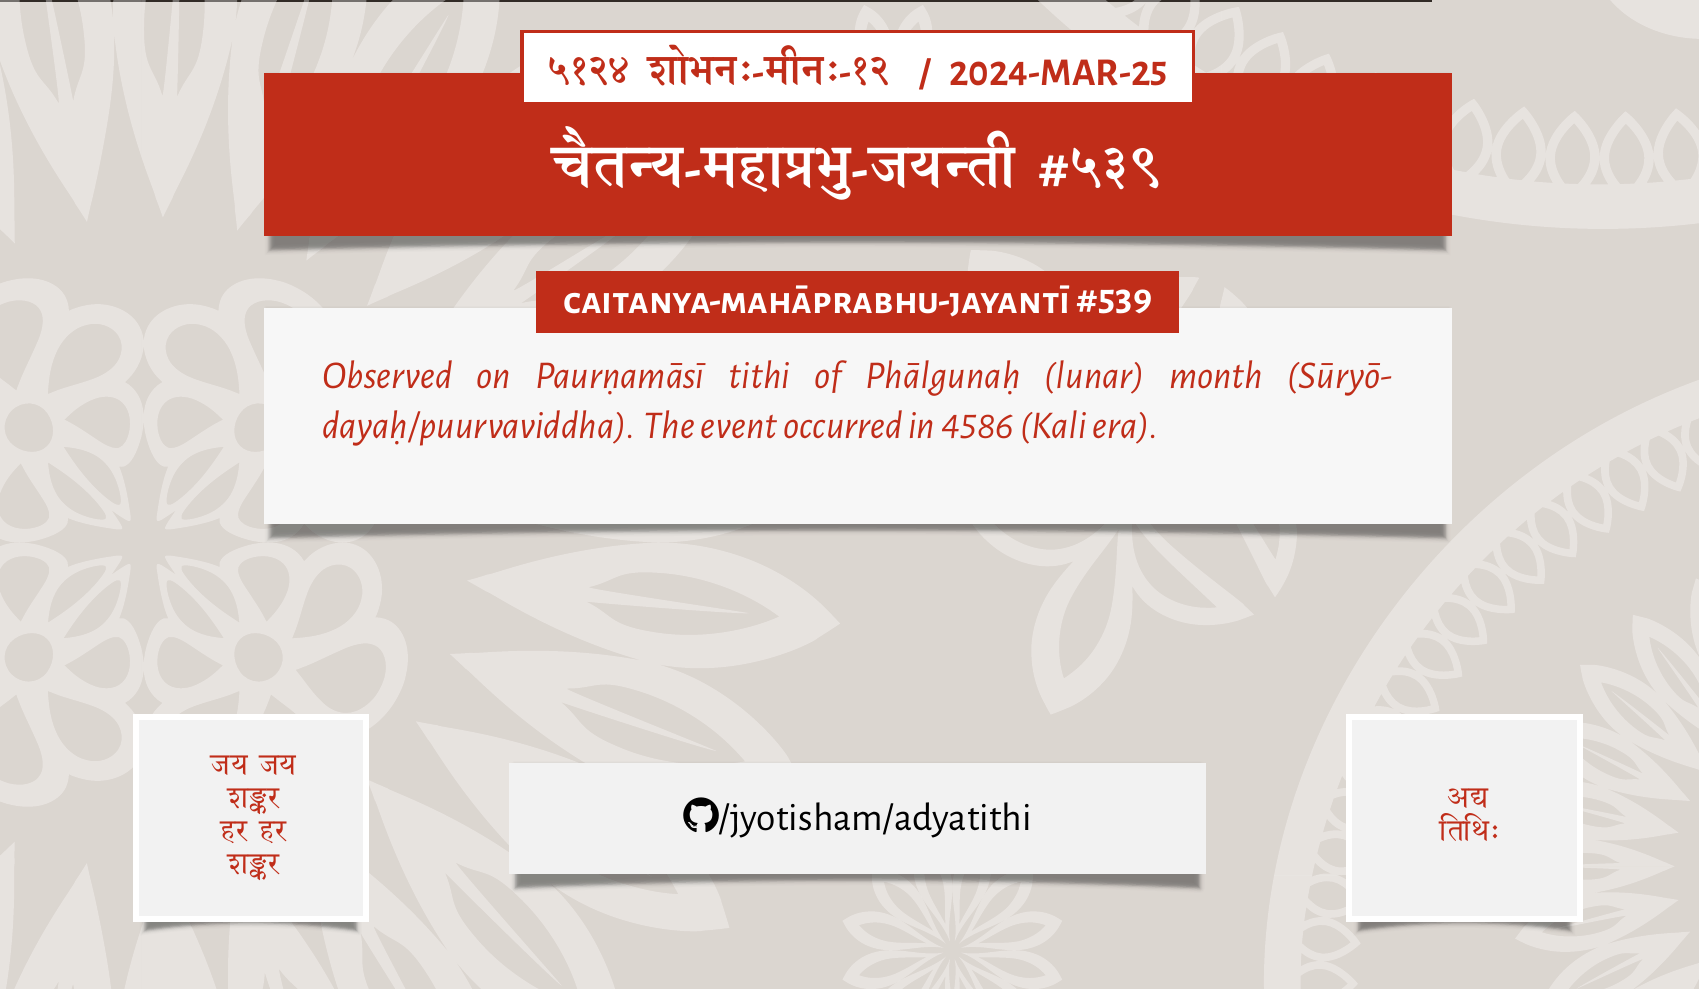 ५१२४ शोभनः-मीनः-१२ / 2024-MAR-25
चैतन्य-महाप्रभु-जयन्ती #५३९
CAITANYA-MAHĀPRABHU-JAYANTĪ #539
Observed on Paurṇamāsī tithi of Phālgunaḥ (lunar) month (Sūryō-
dayaḥ/puurvaviddha). The event occurred in 4586 (Kali era).
जय जय
शङ्कर
हर हर
शङ्कर
/jyotisham/adyatithi
अद्य
तिथिः